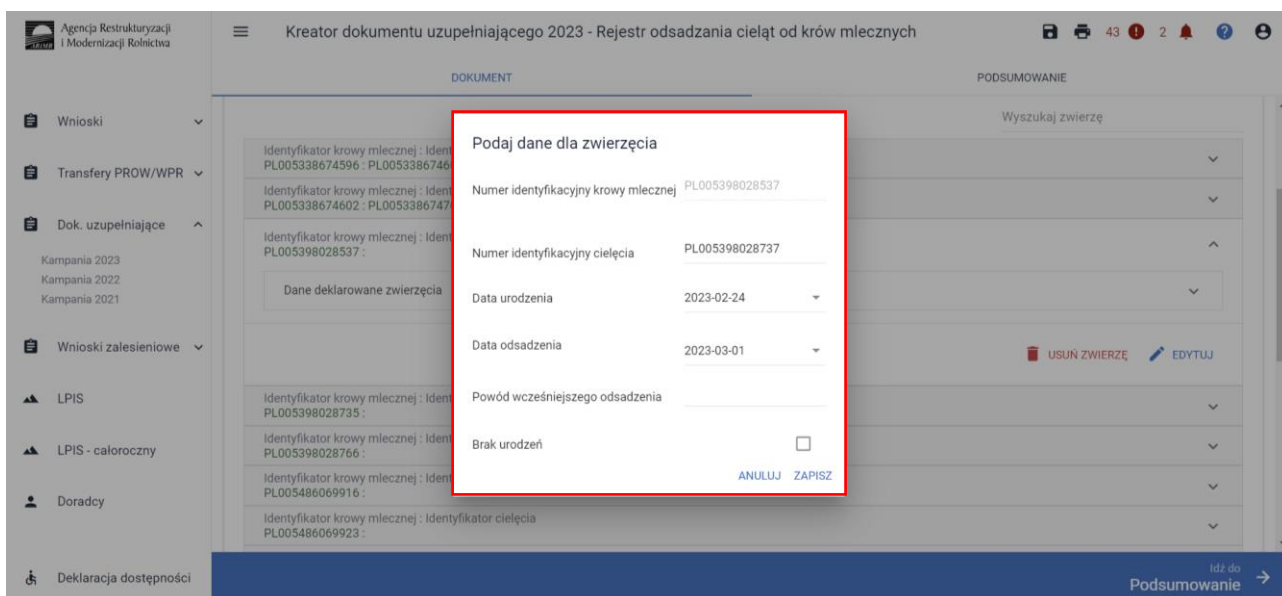 Agencja Restrukturyzacji
i Modernizacji Rolnictwa
ARiMR
Kreator dokumentu uzupełniającego 2023 - Rejestr odsadzania cieląt od krów mlecznych
43 2
DOKUMENT
PODSUMOWANIE
Wnioski
Transfery PROW/WPR
Dok. uzupełniające
Kampania 2023
Kampania 2022
Kampania 2021
Wnioski zalesieniowe
LPIS
LPIS - całoroczny
Doradcy
Deklaracja dostępności
Wyszukaj zwierzę
Identyfikator krowy mlecznej : Ident
PL005338674596 : PL0053386746
Identyfikator krowy mlecznej : Ident
PL005338674602 : PL0053386747
Identyfikator krowy mlecznej : Ident
PL005398028537 :
Dane deklarowane zwierzęcia
USUŃ ZWIERZĘ EDYTUJ
Identyfikator krowy mlecznej : Ident
PL005398028735 :
Identyfikator krowy mlecznej : Ident
PL005398028766 :
Identyfikator krowy mlecznej : Ident
PL005486069916 :
Identyfikator krowy mlecznej : Identyfikator cielęcia
PL005486069923 :
Podaj dane dla zwierzęcia
Numer identyfikacyjny krowy mlecznej PL005398028537
Numer identyfikacyjny cielęcia PL005398028737
Data urodzenia 2023-02-24
Data odsadzenia 2023-03-01
Powód wcześniejszego odsadzenia
Brak urodzeń
ANULUJ ZAPISZ
Idź do
Podsumowanie